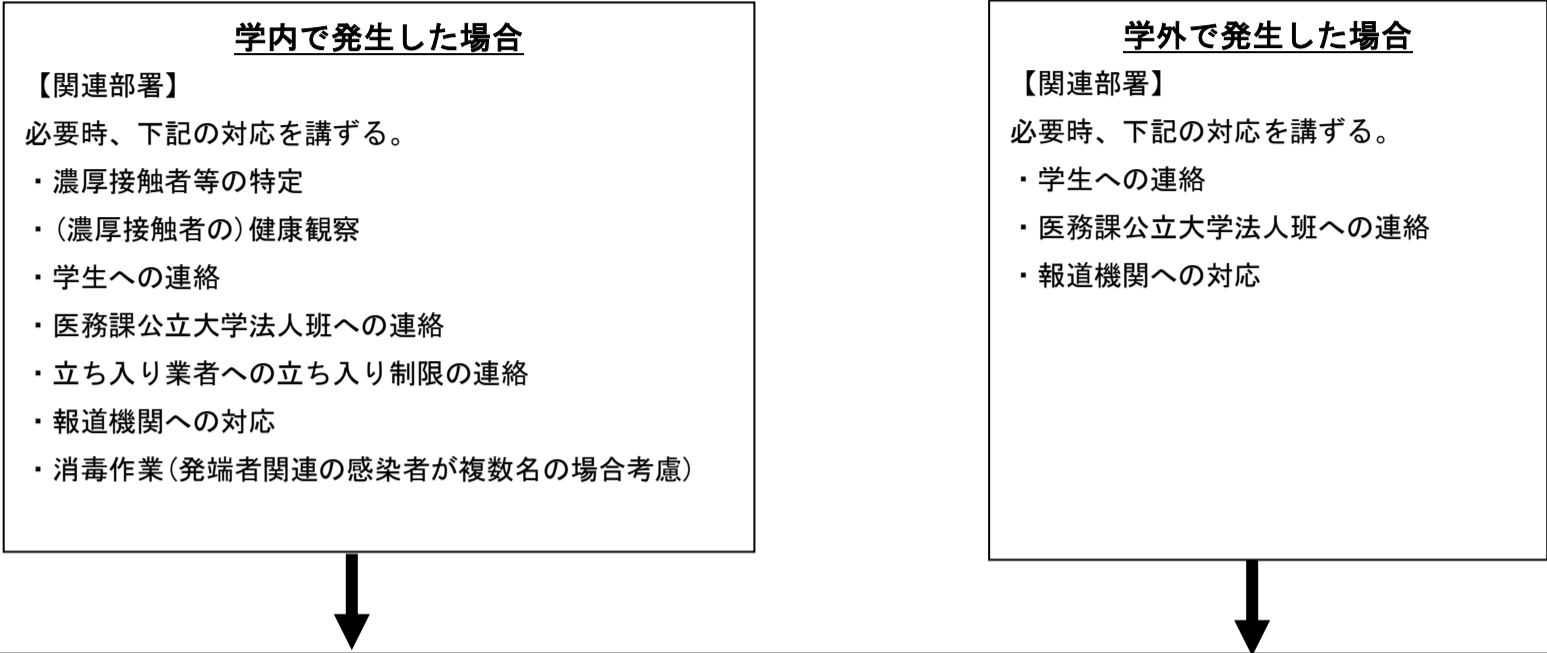 学内で発生した場合
【関連部署】
必要時、下記の対応を講ずる。
・濃厚接触者等の特定
・(濃厚接触者の)健康観察
・学生への連絡
・医務課公立大学法人班への連絡
・立ち入り業者への立ち入り制限の連絡
・報道機関への対応
・消毒作業(発端者関連の感染者が複数名の場合考慮)
学外で発生した場合
【関連部署】
必要時、下記の対応を講ずる。
・学生への連絡
・医務課公立大学法人班への連絡
・報道機関への対応